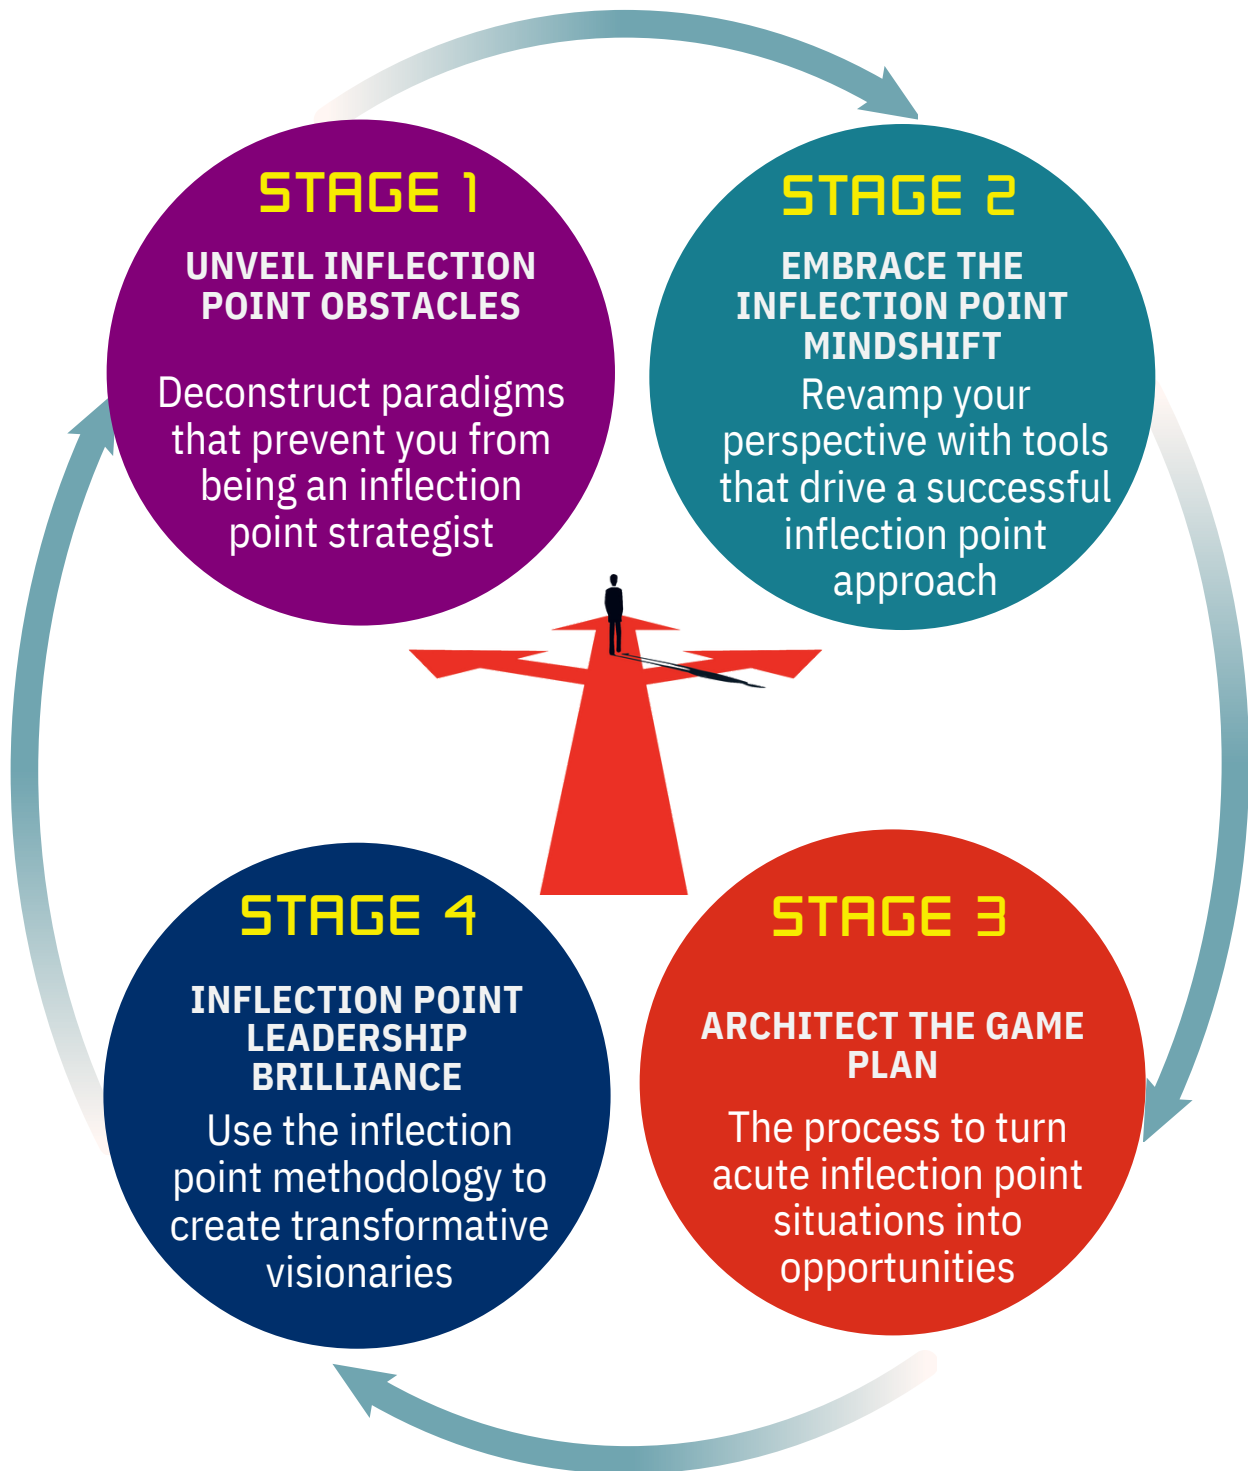 STAGE 1
UNVEIL INFLECTION
POINT OBSTACLES
Deconstruct paradigms
that prevent you from
being an inflection
point strategist
STAGE 2
EMBRACE THE
INFLECTION POINT
MINDSHIFT
Revamp your
perspective with tools
that drive a successful
inflection point
approach
STAGE 3
ARCHITECT THE GAME
PLAN
The process to turn
acute inflection point
situations into
opportunities
STAGE 4
INFLECTION POINT
LEADERSHIP
BRILLIANCE
Use the inflection
point methodology to
create transformative
visionaries